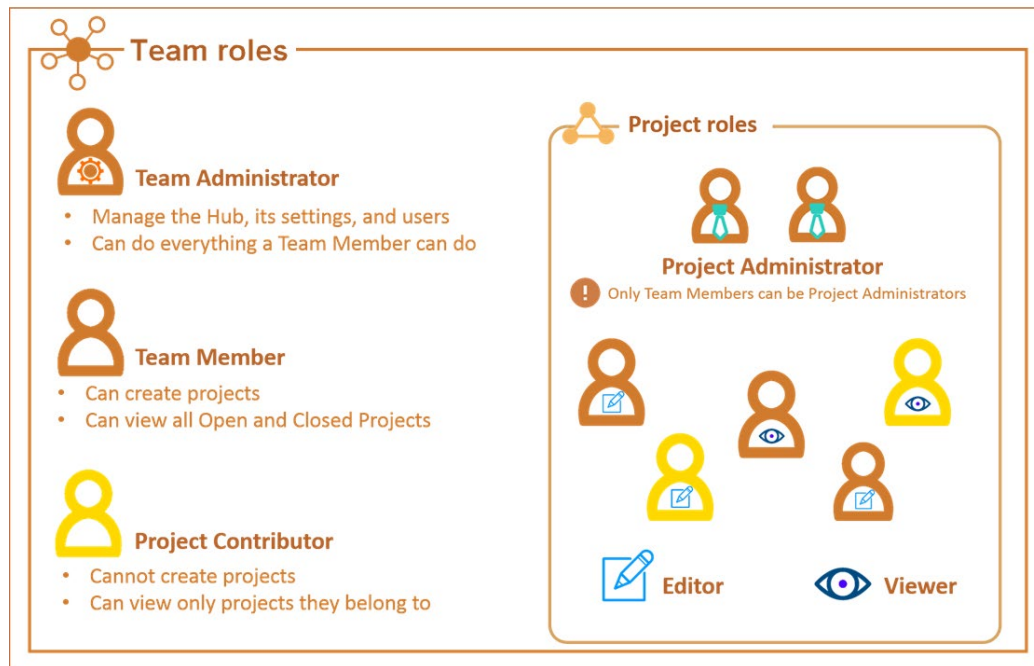 Team roles
Team Administrator
• Manage the Hub, its settings, and users
• Can do everything a Team Member can do
Team Member
• Can create projects
• Can view all Open and Closed Projects
Project Contributor
• Cannot create projects
• Can view only projects they belong to
Project roles
Project Administrator
! Only Team Members can be Project Administrators
Editor
Viewer